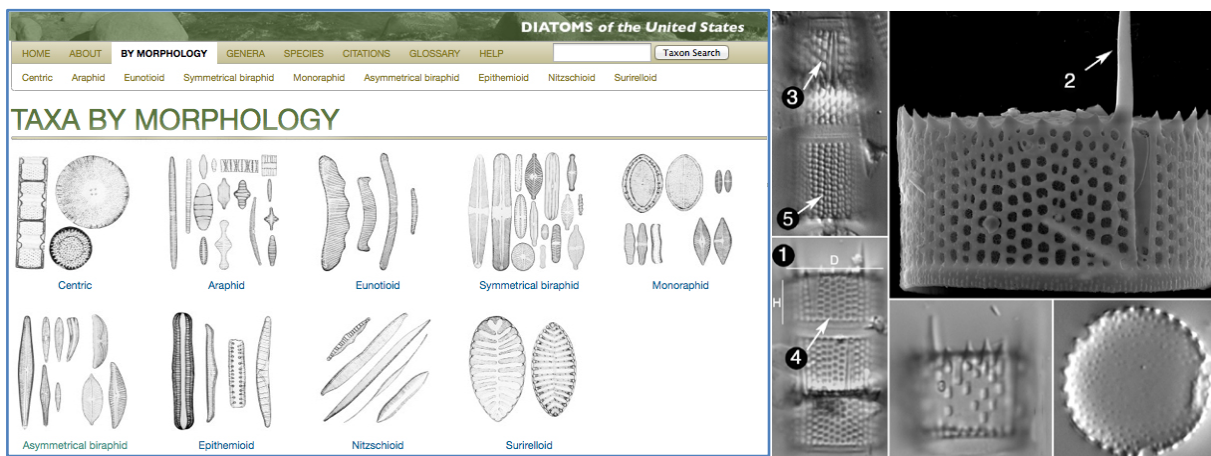 DIATOMS of the United States
HOME ABOUT BY MORPHOLOGY GENERA SPECIES CITATIONS GLOSSARY HELP Taxon Search
Centric Araphid Eunotioid Symmetrical biraphid Monoraphid Asymmetrical biraphid Epithemioid Nitzschioid Surirelloid
TAXA BY MORPHOLOGY
Centric Araphid Eunotioid Symmetrical biraphid Monoraphid
Asymmetrical biraphid Epithemioid Nitzschioid Surirelloid
3
5
1
D
H
4
2